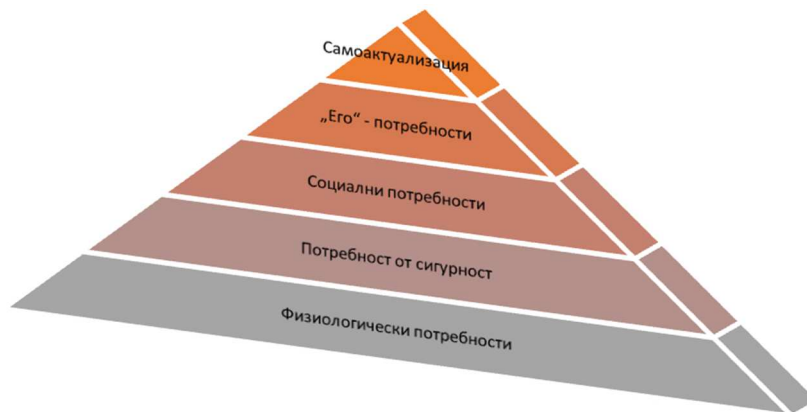 Самоактуализация
„Его“ - потребности
Социални потребности
Потребност от сигурност
Физиологически потребности